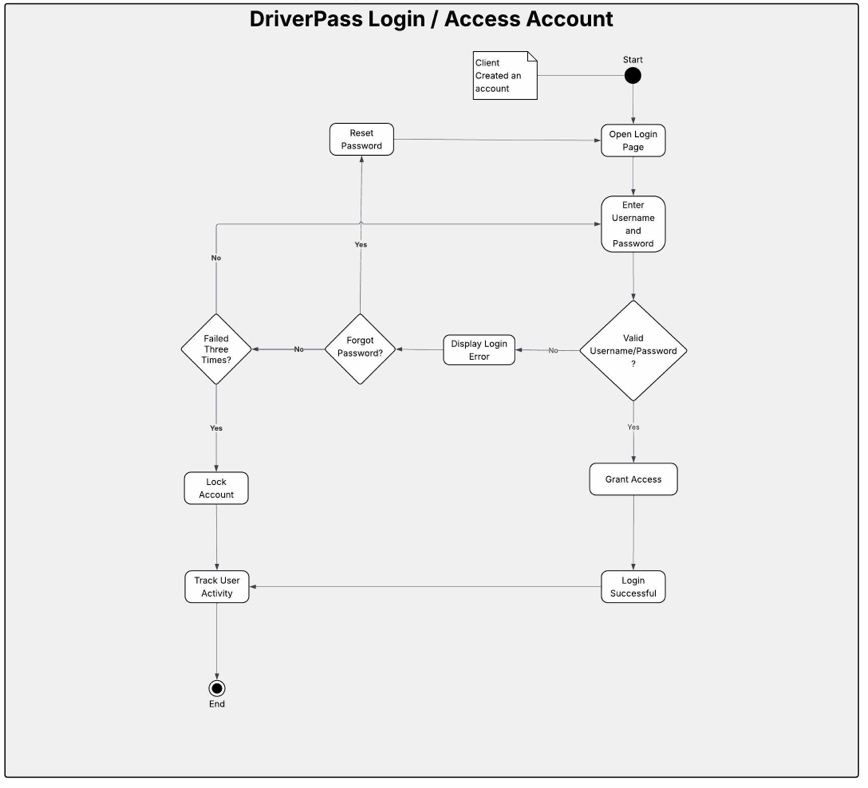 DriverPass Login / Access Account
Start
Client
Created an
account
Open Login
Page
Reset
Password
Enter
Username
and
Password
Yes
No
Failed
Three
Times?
No
Forgot
Password?
Display Login
Error
No
Valid
Username/Password
?
Yes
Yes
Lock
Account
Grant Access
Track User
Activity
Login
Successful
End